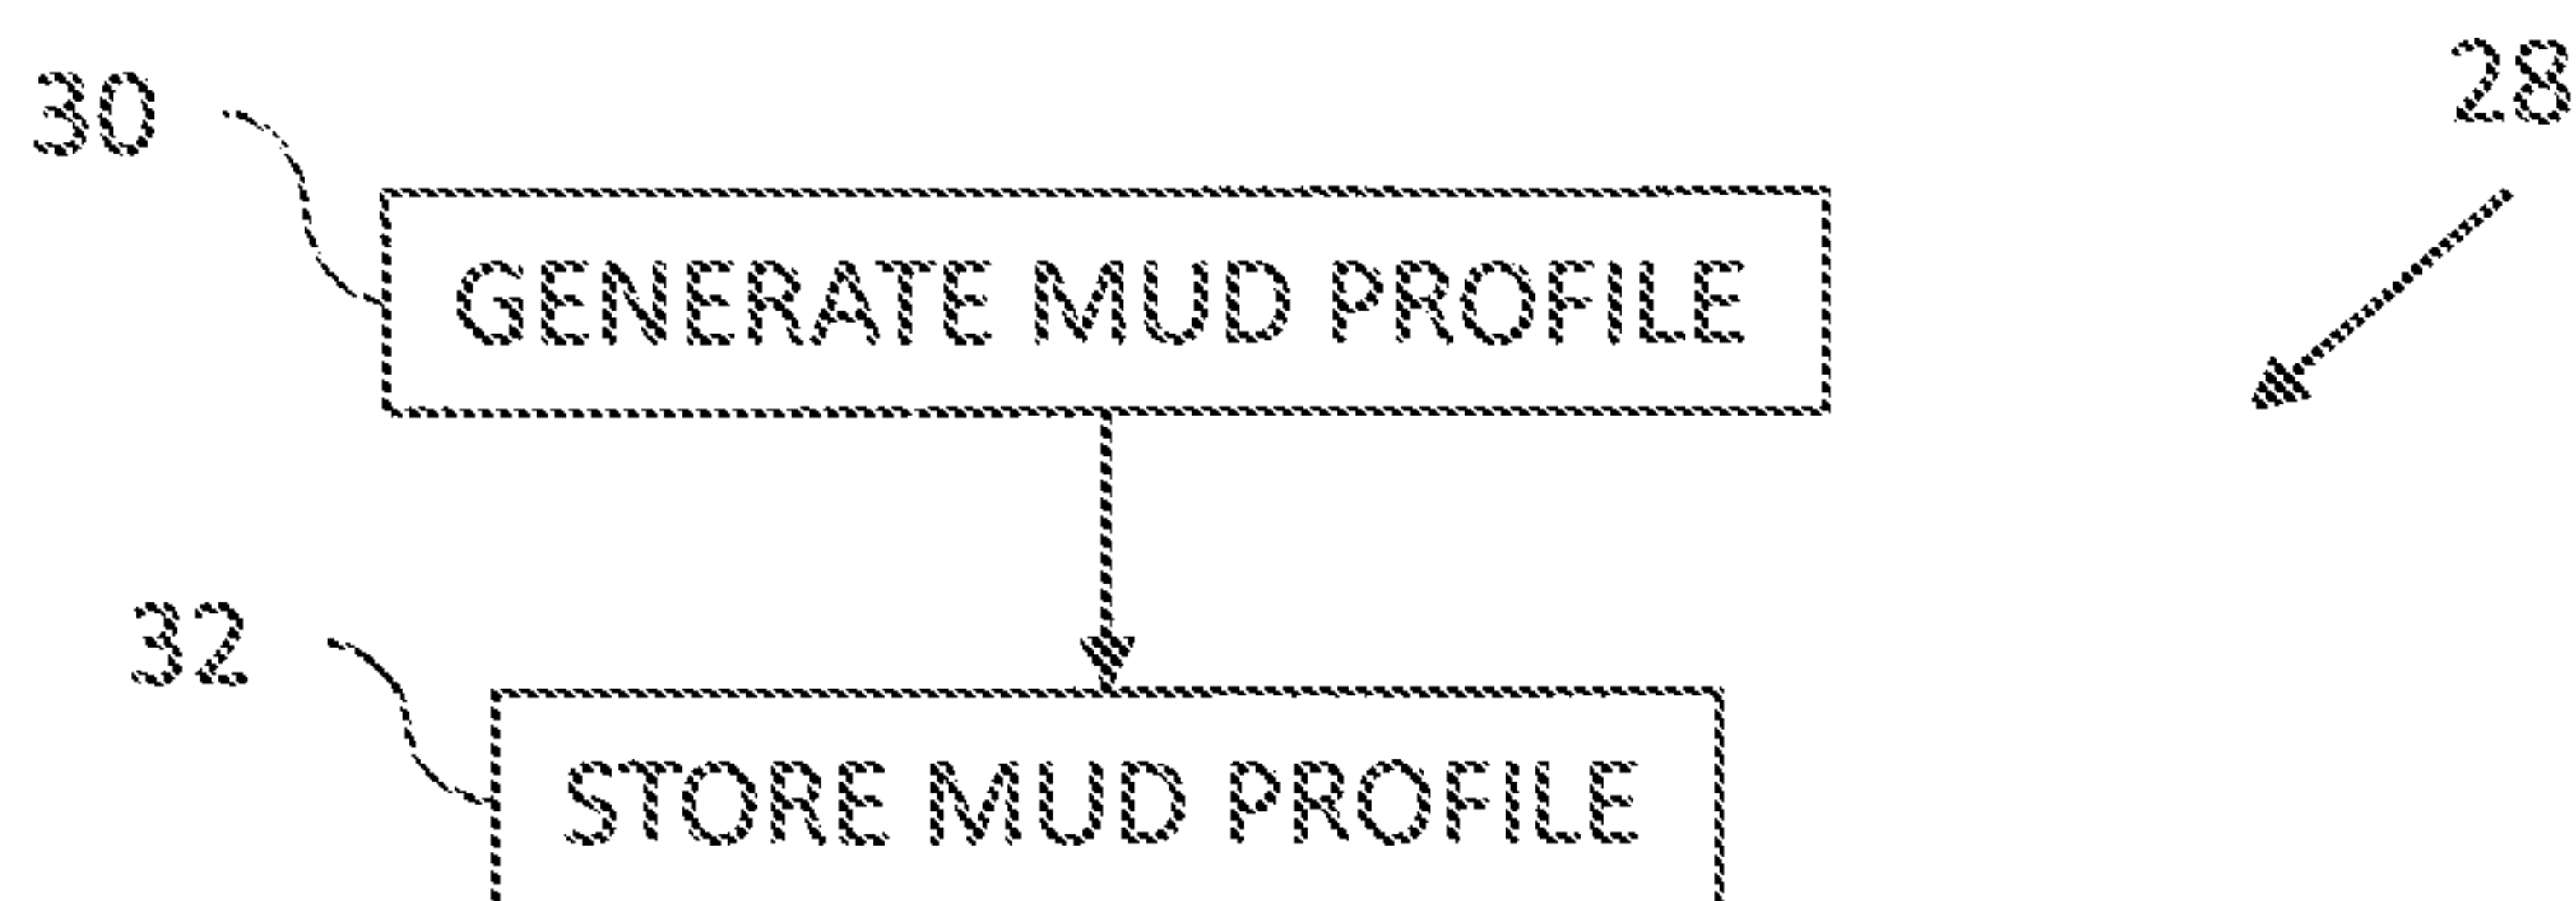 30
28
GENERATE MUD PROFILE
32
STORE MUD PROFILE